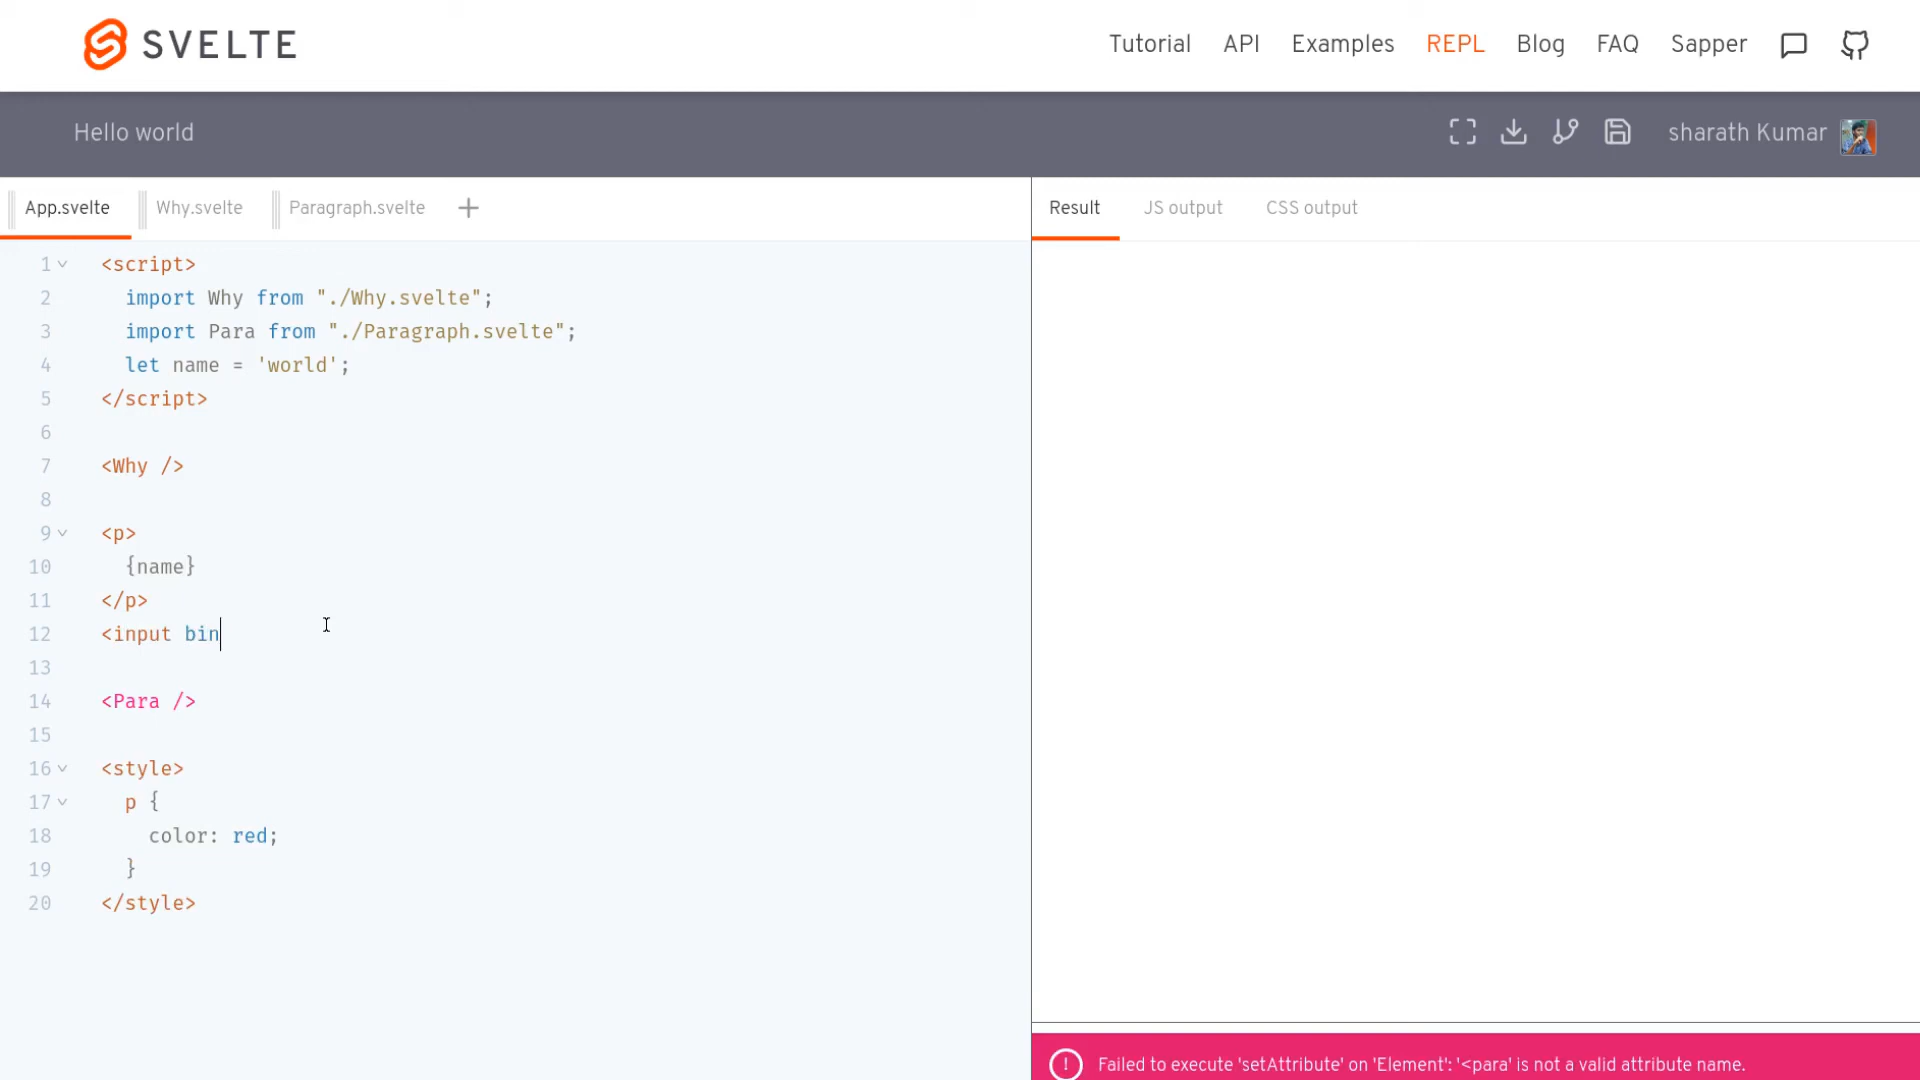 SVELTE
Tutorial API Examples REPL Blog FAQ Sapper
Hello world
sharath Kumar
App.svelte Why.svelte Paragraph.svelte +
Result JS output CSS output
1 <script>
2 import Why from "./Why.svelte";
3 import Para from "./Paragraph.svelte";
4 let name = 'world';
5 </script>
6
7 <Why />
8
9 <p>
10 {name}
11 </p>
12 <input bin
13
14 <Para />
15
16 <style>
17 p {
18 color: red;
19 }
20 </style>
! Failed to execute 'setAttribute' on 'Element': '<para' is not a valid attribute name.